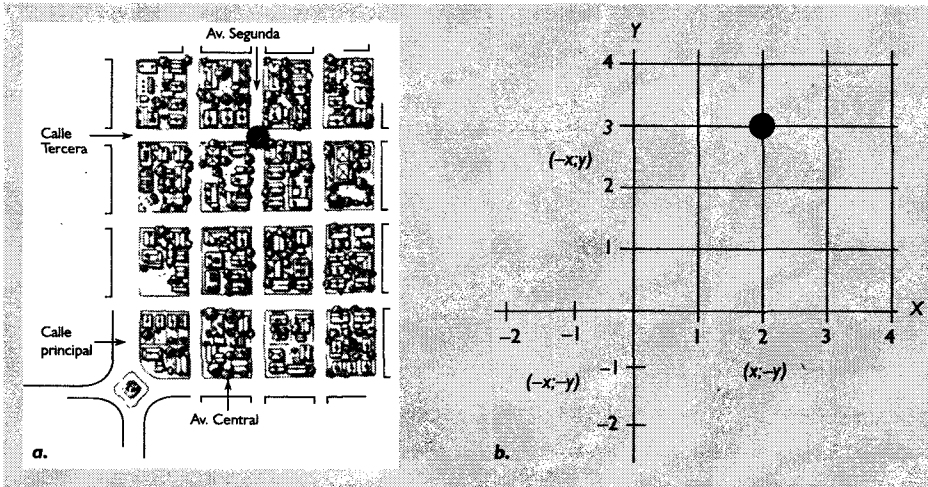 Av. Segunda
Calle
Tercera
Calle
principal
Av. Central
a.
Y
4
3
(–x;y)
2
1
–2 –1 1 2 3 4 X
–1
(–x;–y) (x;–y)
–2
b.